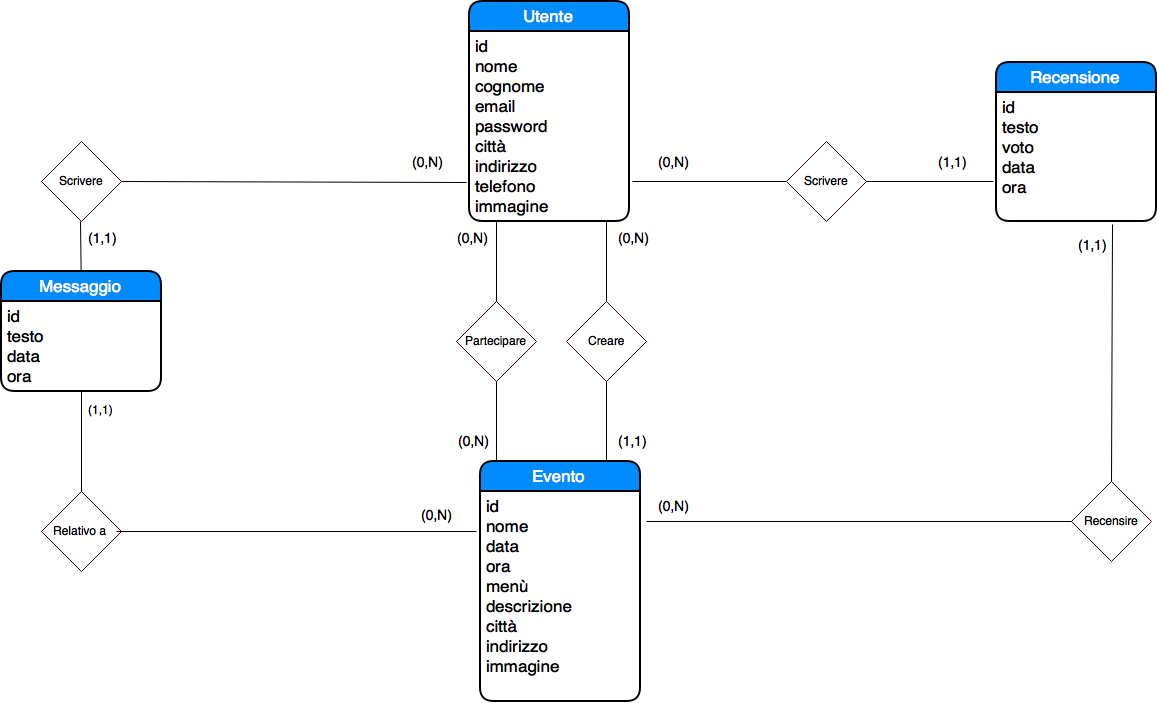 Utente
id
nome
cognome
email
password
città
indirizzo
telefono
immagine
Recensione
id
testo
voto
data
ora
(0,N)
(0,N)
(1,1)
Scrivere
Scrivere
(1,1)
(0,N)
(0,N)
(1,1)
Messaggio
id
testo
data
ora
Partecipare
Creare
(1,1)
(0,N)
(1,1)
Evento
id
nome
data
ora
menù
descrizione
città
indirizzo
immagine
(0,N)
(0,N)
Relativo a
Recensire